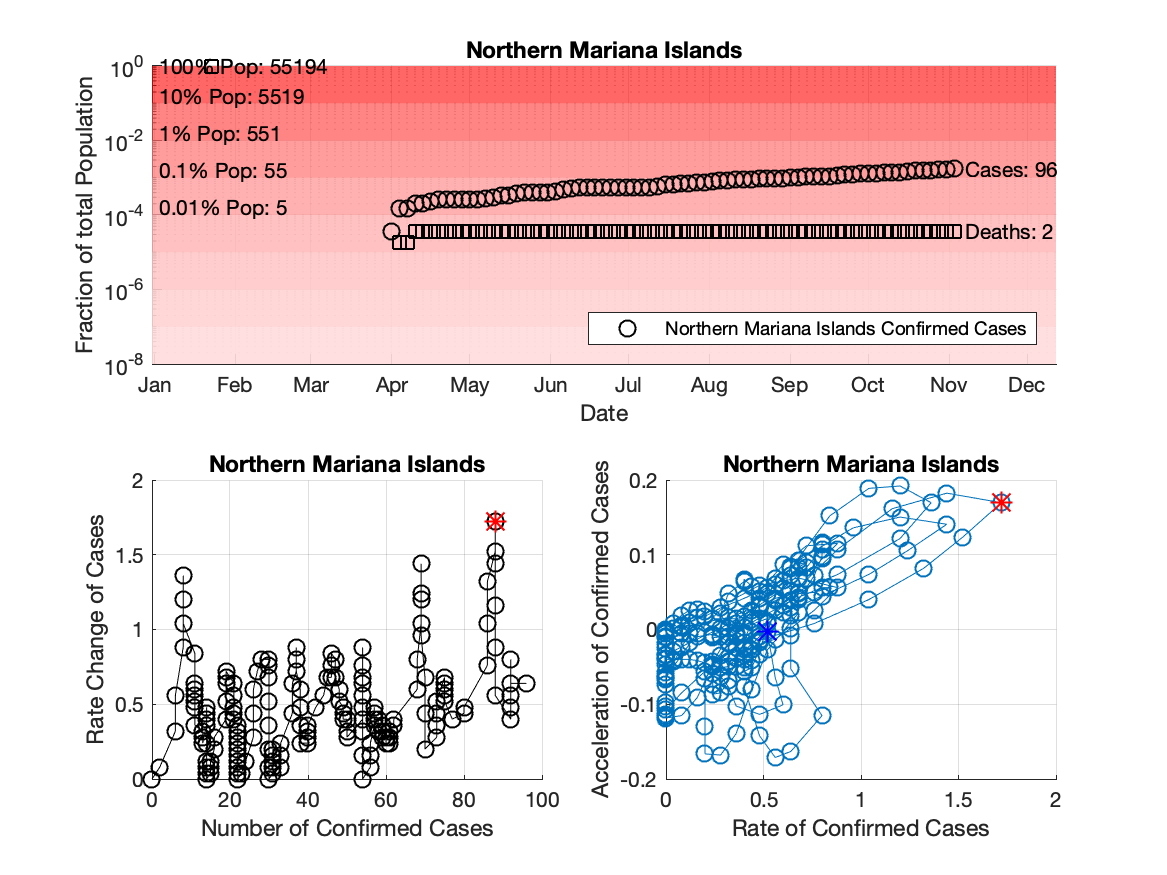 Northern Mariana Islands
10^0
10^-2
10^-4
10^-6
10^-8
Fraction of total Population
100% Pop: 55194
10% Pop: 5519
1% Pop: 551
0.1% Pop: 55
0.01% Pop: 5
Cases: 96
Deaths: 2
Northern Mariana Islands Confirmed Cases
Jan Feb Mar Apr May Jun Jul Aug Sep Oct Nov Dec
Date
Northern Mariana Islands
2
1.5
1
0.5
0
Rate Change of Cases
0 20 40 60 80 100
Number of Confirmed Cases
Northern Mariana Islands
0.2
0.1
0
-0.1
-0.2
Acceleration of Confirmed Cases
0 0.5 1 1.5 2
Rate of Confirmed Cases